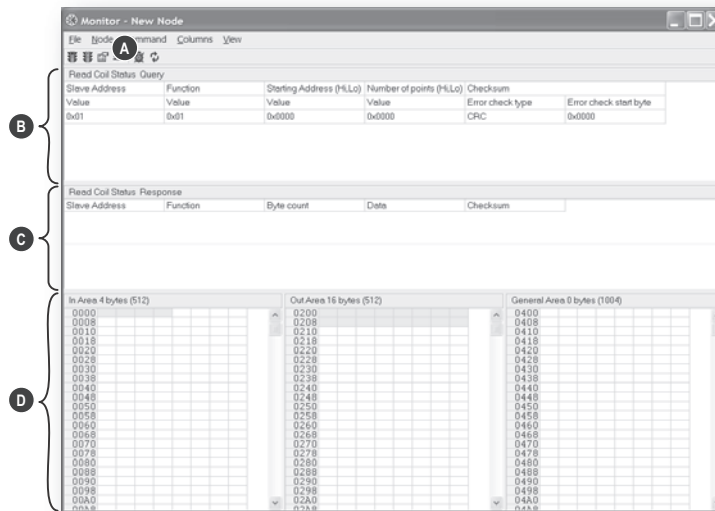 Monitor - New Node
File Node mmand Columns View
A
Read Coil Status Query
Slave Address Function Starting Address (Hi,Lo) Number of points (Hi,Lo) Checksum
Value Value Value Value Error check type Error check start byte
0x01 0x01 0x0000 0x0000 CRC 0x0000
B
Read Coil Status Response
Slave Address Function Byte count Data Checksum
C
In Area 4 bytes (512) Out Area 16 bytes (512) General Area 0 bytes (1004)
0000 0200 0400
0008 0208 0408
0010 0210 0410
0018 0218 0418
0020 0220 0420
0028 0228 0428
0030 0230 0430
0038 0238 0438
0040 0240 0440
0048 0248 0448
0050 0250 0450
0058 0258 0458
0060 0260 0460
0068 0268 0468
0070 0270 0470
0078 0278 0478
0080 0280 0480
0088 0288 0488
0090 0290 0490
0098 0298 0498
00A0 02A0 04A0
00A8 02A8 04A8
D